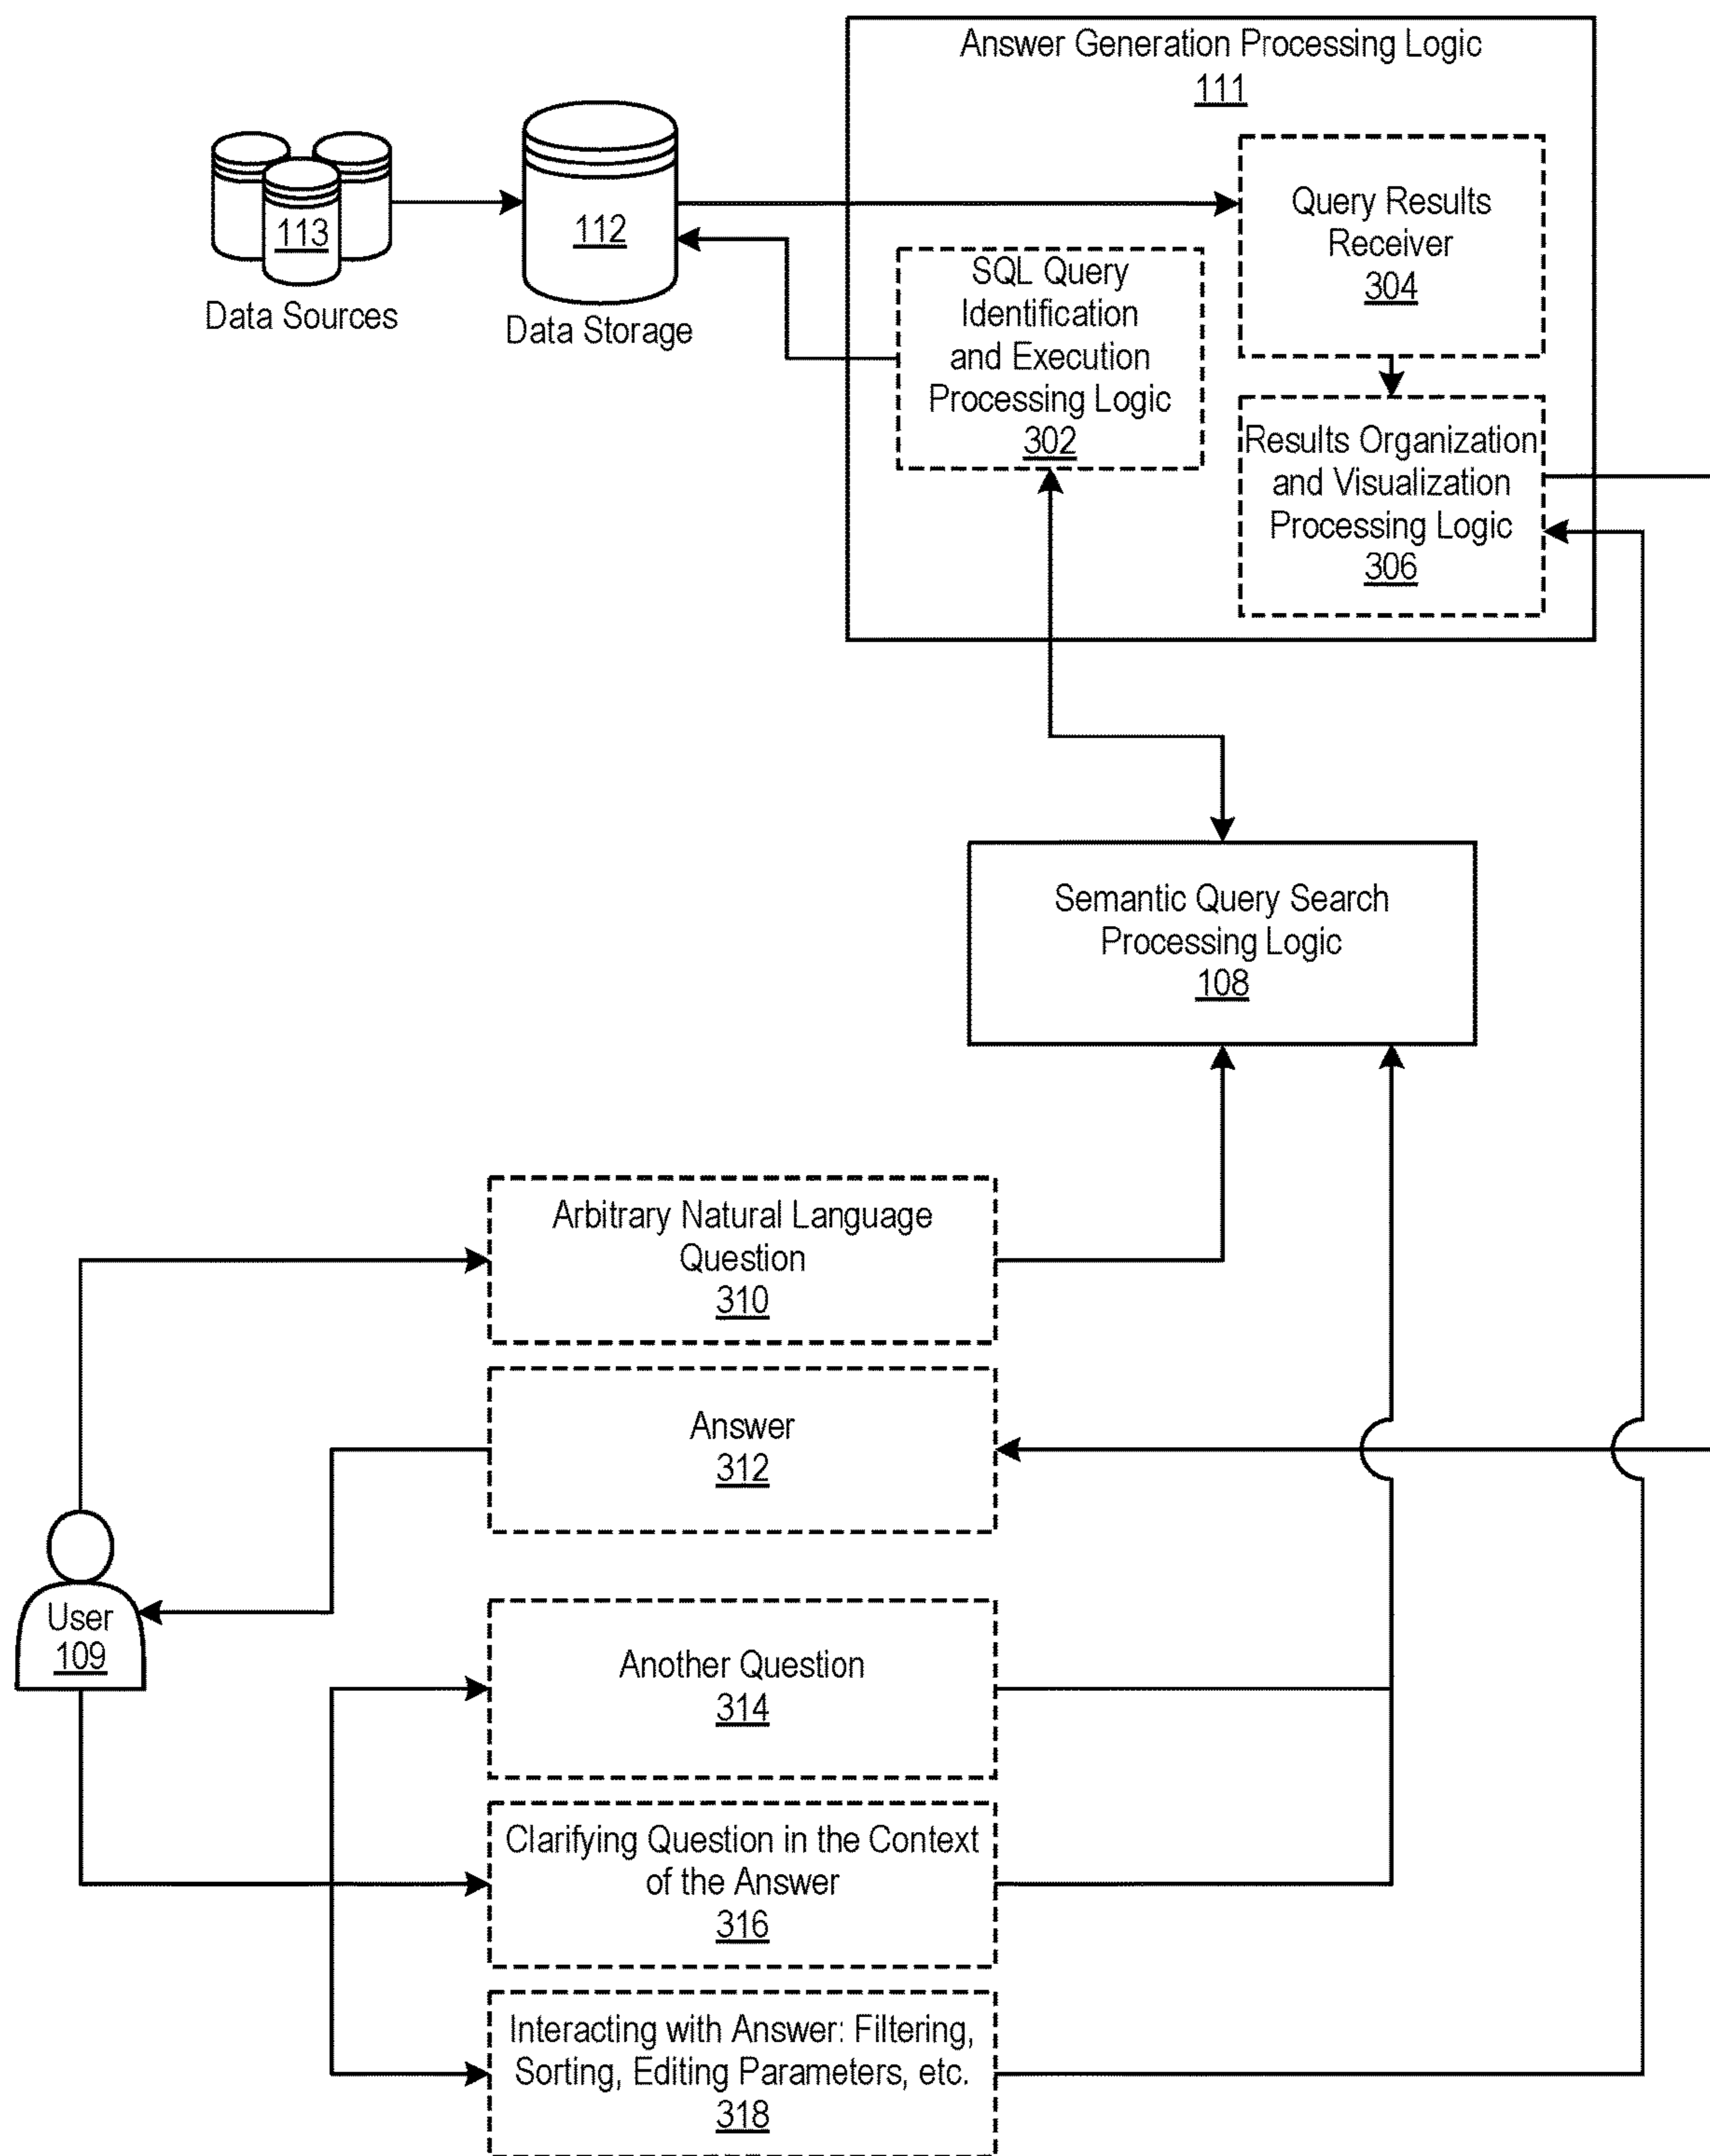 Answer Generation Processing Logic
111
113
Data Sources
112
Data Storage
SQL Query
Identification
and Execution
Processing Logic
302
Query Results
Receiver
304
Results Organization
and Visualization
Processing Logic
306
Semantic Query Search
Processing Logic
108
Arbitrary Natural Language
Question
310
Answer
312
User
109
Another Question
314
Clarifying Question in the Context
of the Answer
316
Interacting with Answer: Filtering,
Sorting, Editing Parameters, etc.
318